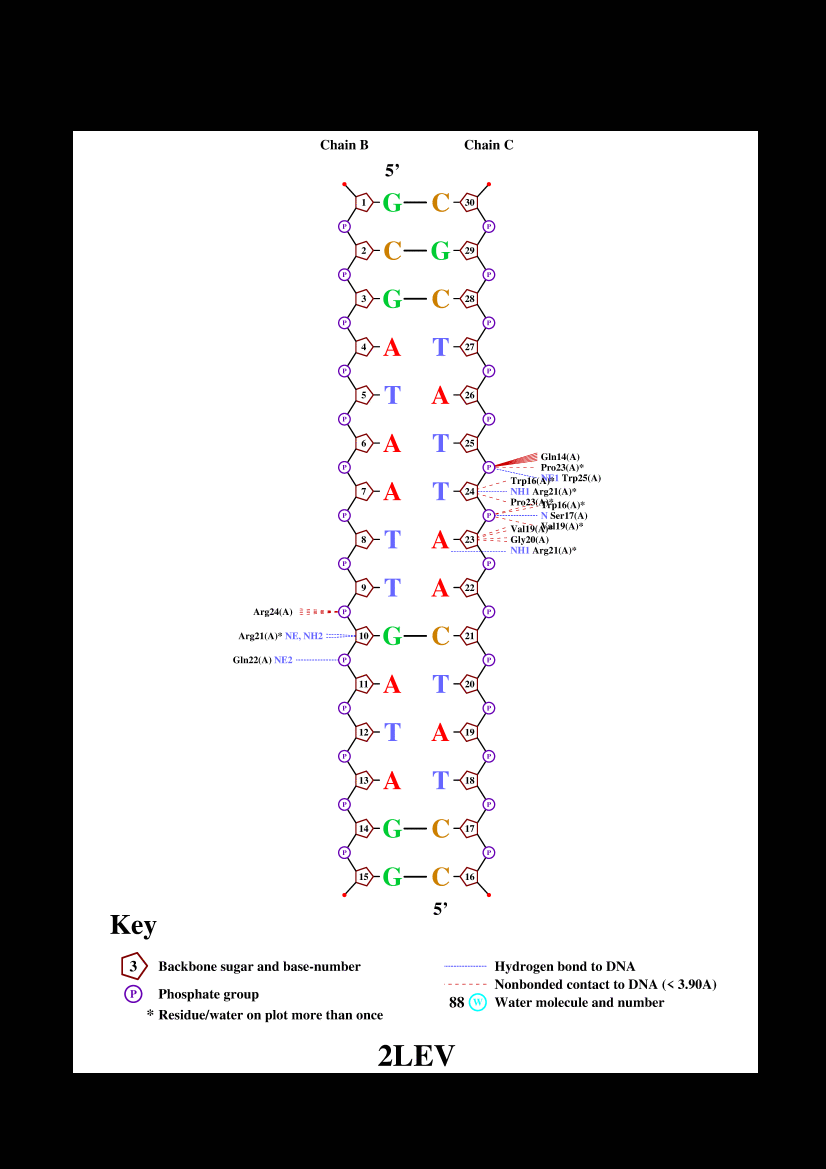 Chain B Chain C
5’
1 G C 30
P P
2 C G 29
P P
3 G C 28
P P
4 A T 27
P P
5 T A 26
P P
6 A T 25
Gln14(A)
P P Pro23(A)*
NE1 Trp25(A)
Trp16(A)*
7 A T 24 NH1 Arg21(A)*
Pro23(A)*
Trp16(A)*
P P N Ser17(A)
Val19(A)*
Val19(A)*
8 T A 23 Gly20(A)
NH1 Arg21(A)*
P P
9 T A 22
Arg24(A) P P
Arg21(A)* NE, NH2 10 G C 21
Gln22(A) NE2 P P
11 A T 20
P P
12 T A 19
P P
13 A T 18
P P
14 G C 17
P P
15 G C 16
5’
Key
3 Backbone sugar and base-number
P Phosphate group
* Residue/water on plot more than once
Hydrogen bond to DNA
Nonbonded contact to DNA (< 3.90A)
88 W Water molecule and number
2LEV